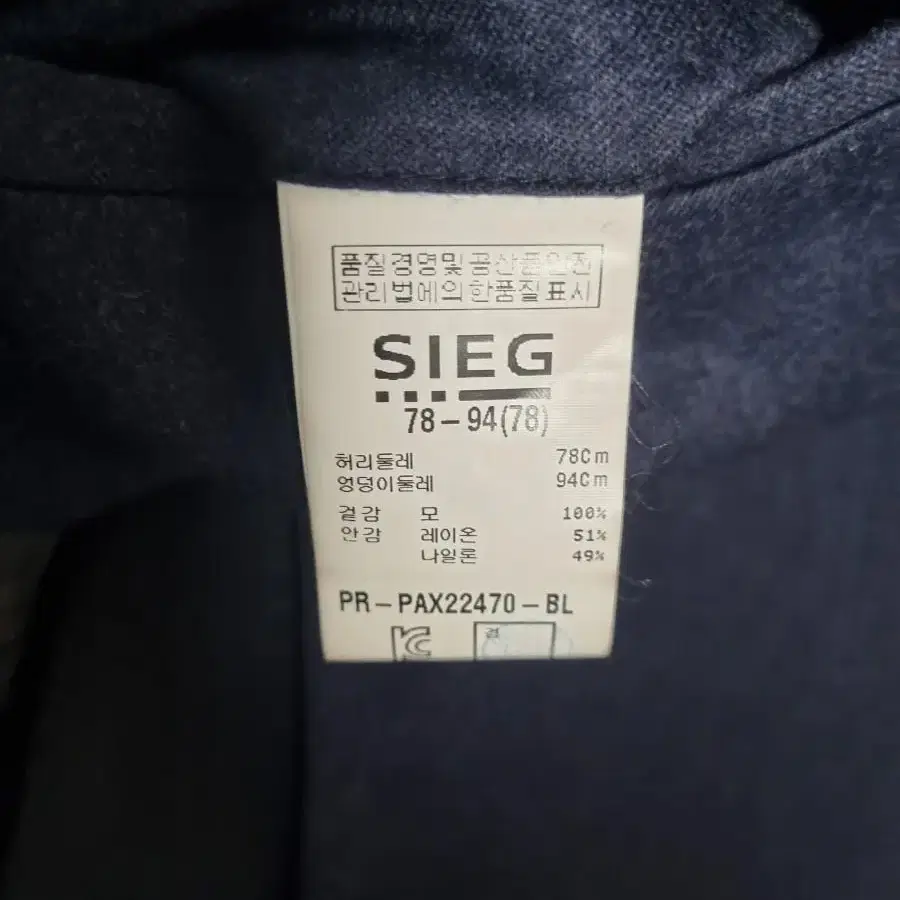 품질경영및공산품안전
관리법에의한품질표시
SIEG
78-94(78)
허리둘레 78Cm
엉덩이둘레 94Cm
겉감 모 100%
안감 레이온 51%
나일론 49%
PR-PAX22470-BL
KC